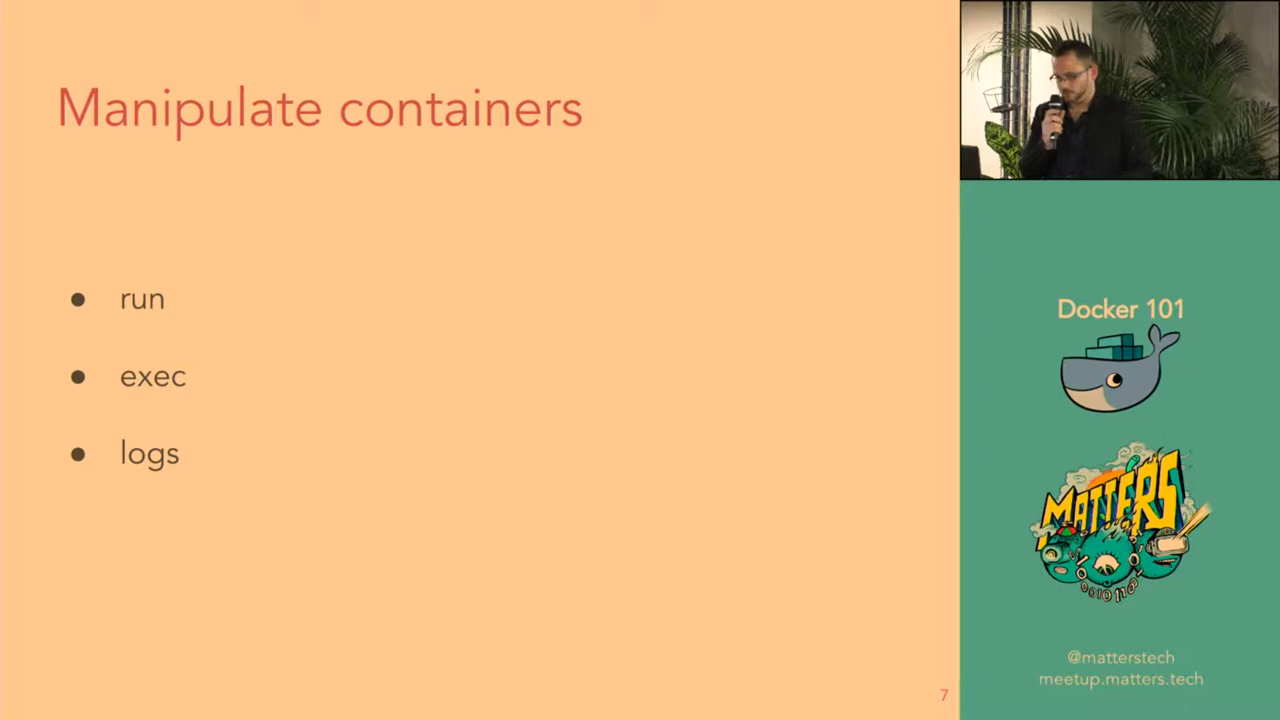 Manipulate containers
● run
● exec
● logs
7
Docker 101
MATTERS
@matterstech
meetup.matters.tech